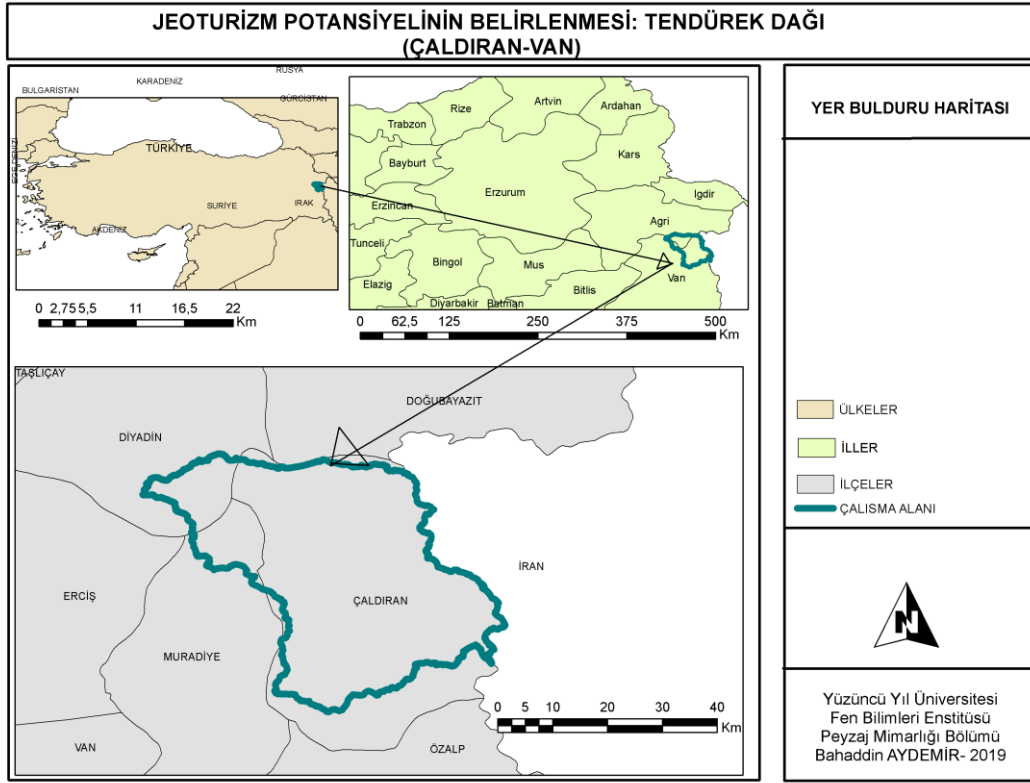 JEOTURİZM POTANSİYELİNİN BELİRLENMESİ: TENDÜREK DAĞI
(ÇALDIRAN-VAN)
RUSYA
KARADENİZ
BULGARİSTAN
GÜRCİSTAN
TÜRKİYE
EGE DENİZİ
SURİYE
IRAK
AKDENİZ
0 2,75 5,5 11 16,5 22
Km
Artvin
Ardahan
Rize
Trabzon
Kars
Bayburt
Erzurum
Igdir
Erzincan
Agri
Tunceli
Bingol
Mus
Van
Elazig
Bitlis
Diyarbakir
Batman
0 62,5 125 250 375 500
Km
TAŞLIÇAY
DOĞUBAYAZIT
DİYADİN
İRAN
ERCİŞ
ÇALDIRAN
MURADİYE
VAN
ÖZALP
0 5 10 20 30 40
Km
YER BULDURU HARİTASI
ÜLKELER
İLLER
İLÇELER
ÇALISMA ALANI
N
Yüzüncü Yıl Üniversitesi
Fen Bilimleri Enstitüsü
Peyzaj Mimarlığı Bölümü
Bahaddin AYDEMİR- 2019